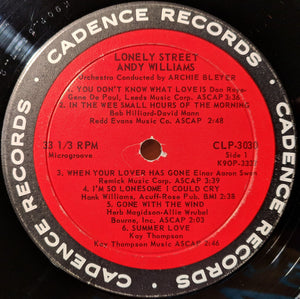 CADENCE RECORDS • CADENCE RECORDS • CADENCE RECORDS •
LONELY STREET
ANDY WILLIAMS
Orchestra Conducted by ARCHIE BLEYER
1. YOU DON'T KNOW WHAT LOVE IS Don Raye-
Gene De Paul, Leeds Music Corp. ASCAP 3:36
2. IN THE WEE SMALL HOURS OF THE MORNING
Bob Hilliard-David Mann
Redd Evans Music Co. ASCAP 2:48
33 1/3 RPM
Microgroove
CLP-3030
Side 1
3. WHEN YOUR LOVER HAS GONE Einar Aaron Swan
Remick Music Corp. ASCAP 3:39
4. I'M SO LONESOME I COULD CRY
Hank Williams, Acuff-Rose Pub. BMI 2:38
5. GONE WITH THE WIND
Herb Magidson-Allie Wrubel
Bourne, Inc. ASCAP 2:03
6. SUMMER LOVE
Kay Thompson
Kay Thompson Music ASCAP 2:46